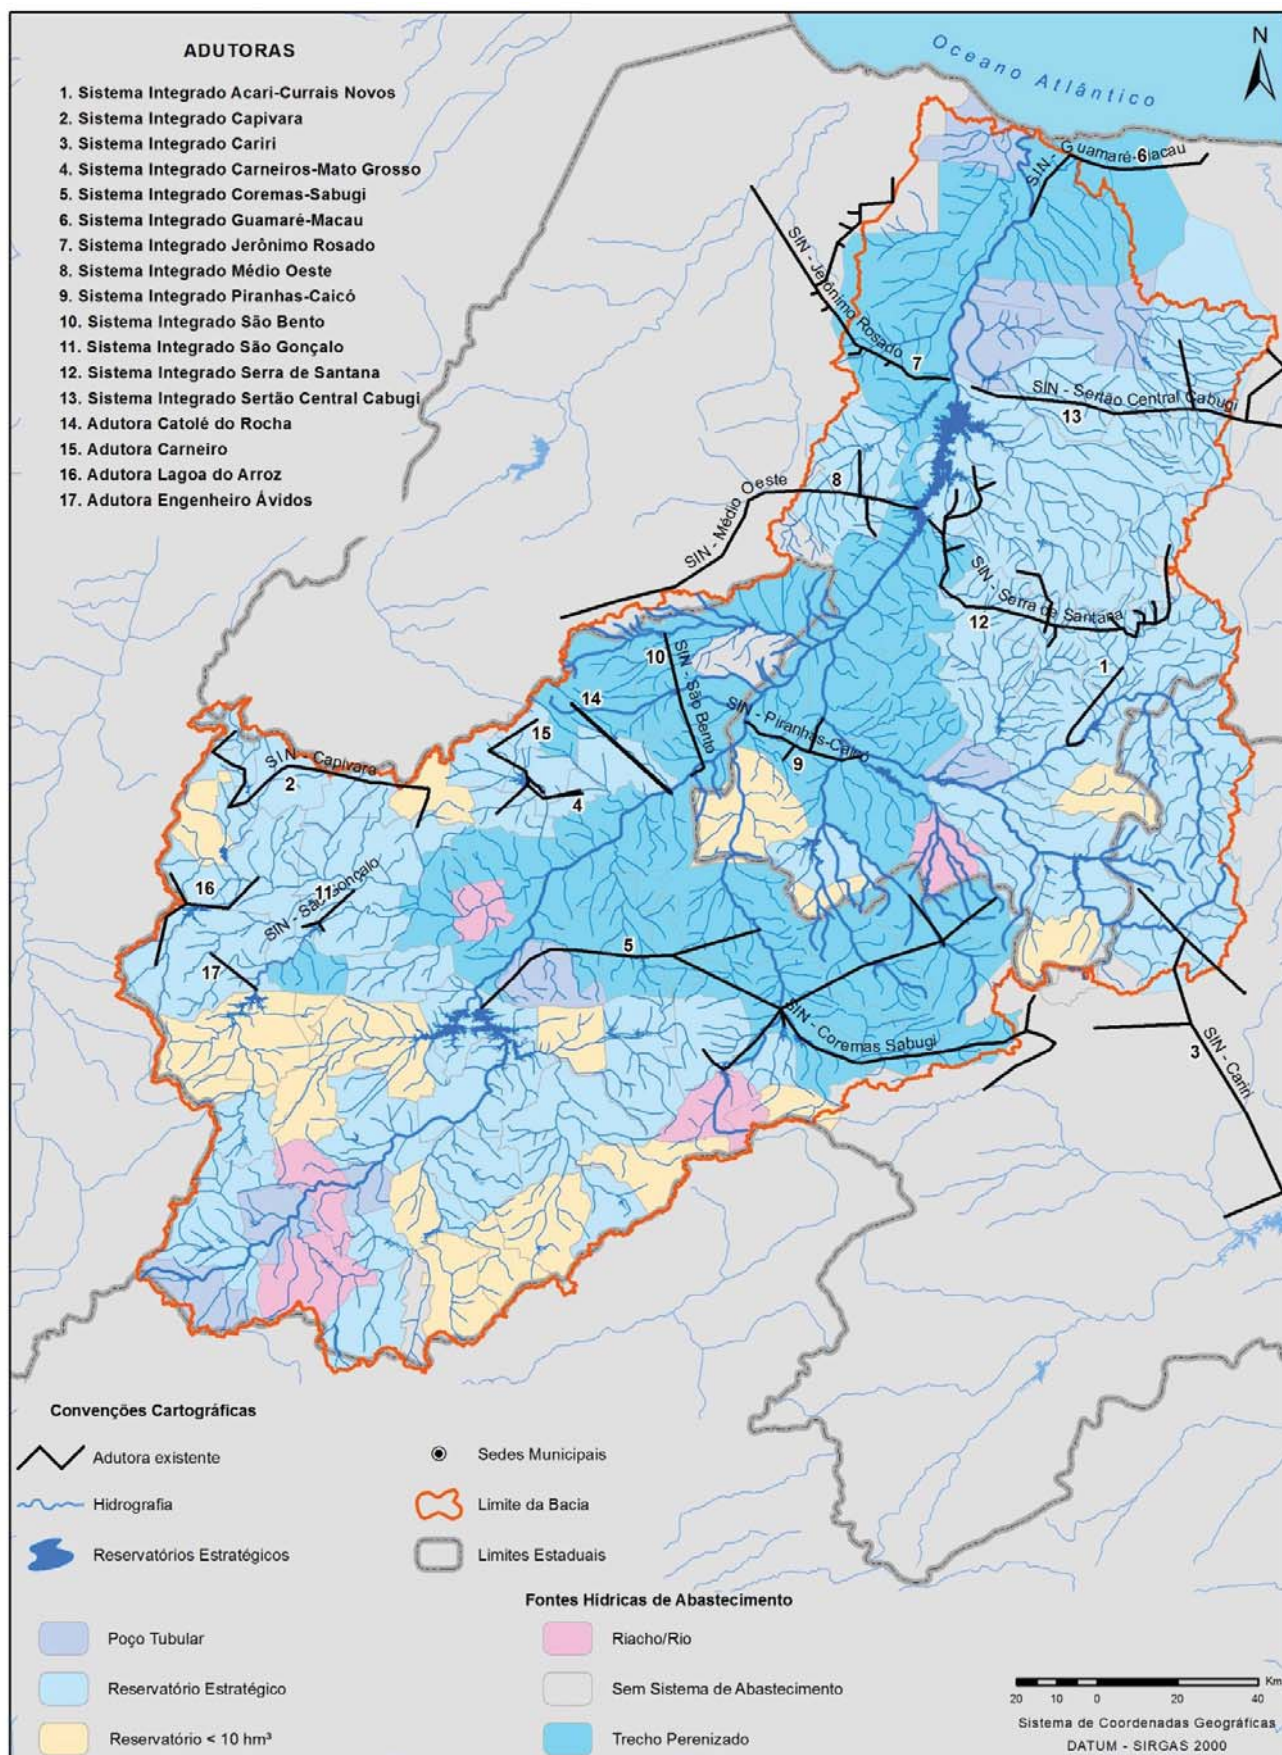 ADUTORAS
1. Sistema Integrado Acari-Currais Novos
2. Sistema Integrado Capivara
3. Sistema Integrado Cariri
4. Sistema Integrado Carneiros-Mato Grosso
5. Sistema Integrado Coremas-Sabugi
6. Sistema Integrado Guamaré-Macau
7. Sistema Integrado Jerônimo Rosado
8. Sistema Integrado Médio Oeste
9. Sistema Integrado Piranhas-Caicó
10. Sistema Integrado São Bento
11. Sistema Integrado São Gonçalo
12. Sistema Integrado Serra de Santana
13. Sistema Integrado Sertão Central Cabugi
14. Adutora Catolé do Rocha
15. Adutora Carneiro
16. Adutora Lagoa do Arroz
17. Adutora Engenheiro Ávidos
Oceano Atlântico
N
SIN - Guamaré-Macau
6
SIN - Jerônimo Rosado
7
SIN - Sertão Central Cabugi
13
SIN - Médio Oeste
8
SIN - Serra de Santana
12
1
10
SIN - São Bento
14
15
SIN - Piranhas-Caicó
9
SIN - Capivara
2
4
16
SIN - São Gonçalo
11
17
5
SIN - Coremas Sabugi
3
SIN - Cariri
Convenções Cartográficas
Adutora existente
Sedes Municipais
Hidrografia
Limite da Bacia
Reservatórios Estratégicos
Limites Estaduais
Fontes Hídricas de Abastecimento
Poço Tubular
Riacho/Rio
Reservatório Estratégico
Sem Sistema de Abastecimento
Reservatório < 10 hm³
Trecho Perenizado
Km
20 10 0 20 40
Sistema de Coordenadas Geográficas
DATUM - SIRGAS 2000